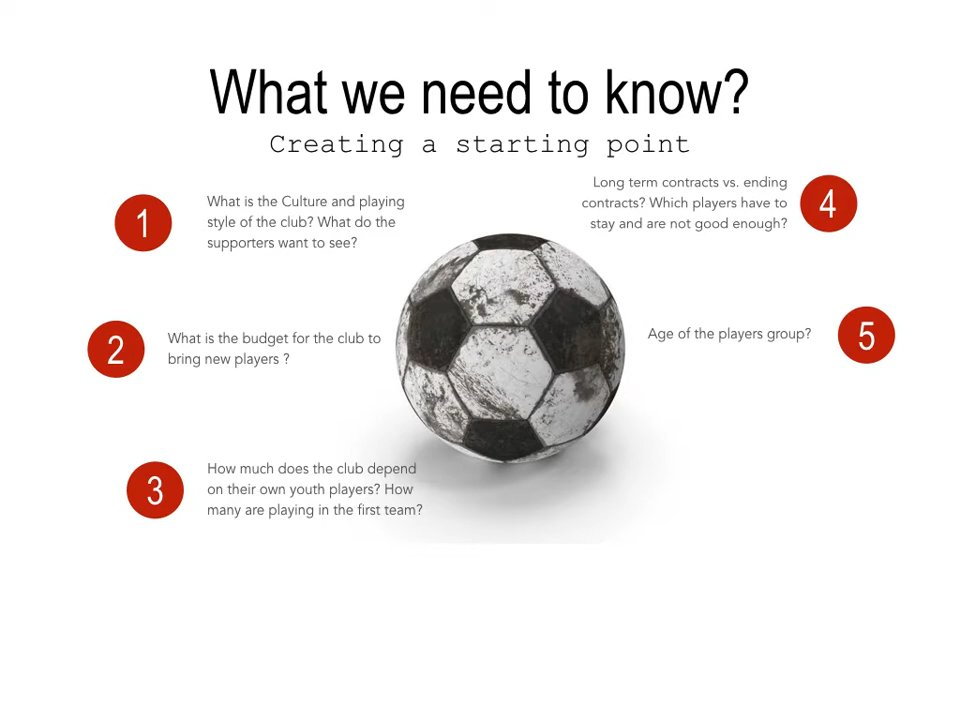 What we need to know?
Creating a starting point
1
What is the Culture and playing
style of the club? What do the
supporters want to see?
2
What is the budget for the club to
bring new players ?
3
How much does the club depend
on their own youth players? How
many are playing in the first team?
4
Long term contracts vs. ending
contracts? Which players have to
stay and are not good enough?
5
Age of the players group?